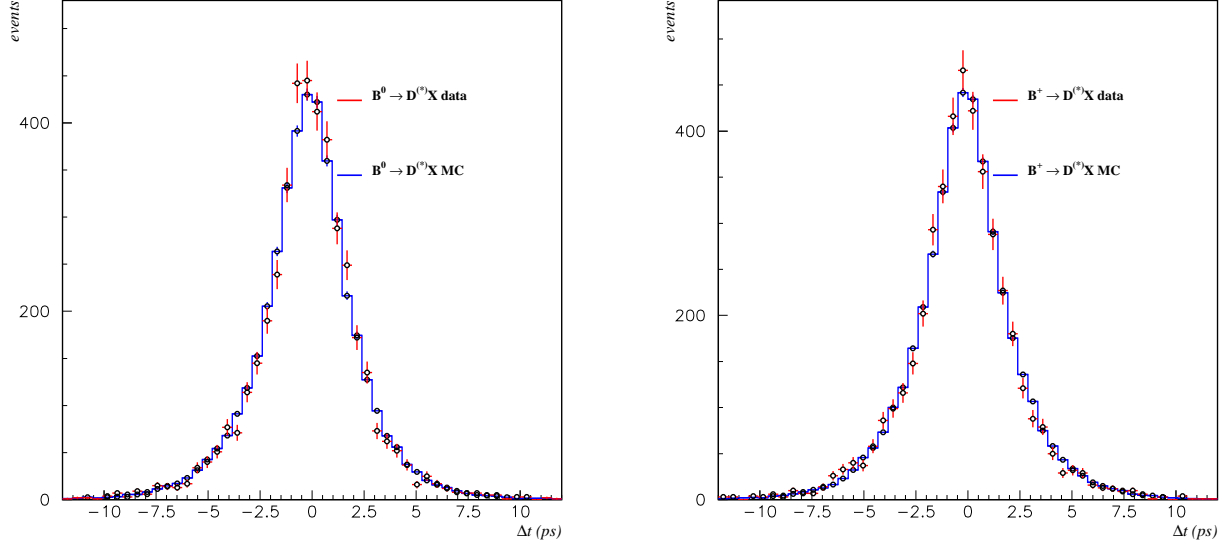 events
B⁰ → D⁽*⁾X data
B⁰ → D⁽*⁾X MC
400
200
0
−10 −7.5 −5 −2.5 0 2.5 5 7.5 10
Δt (ps)
events
B⁺ → D⁽*⁾X data
B⁺ → D⁽*⁾X MC
400
200
0
−10 −7.5 −5 −2.5 0 2.5 5 7.5 10
Δt (ps)